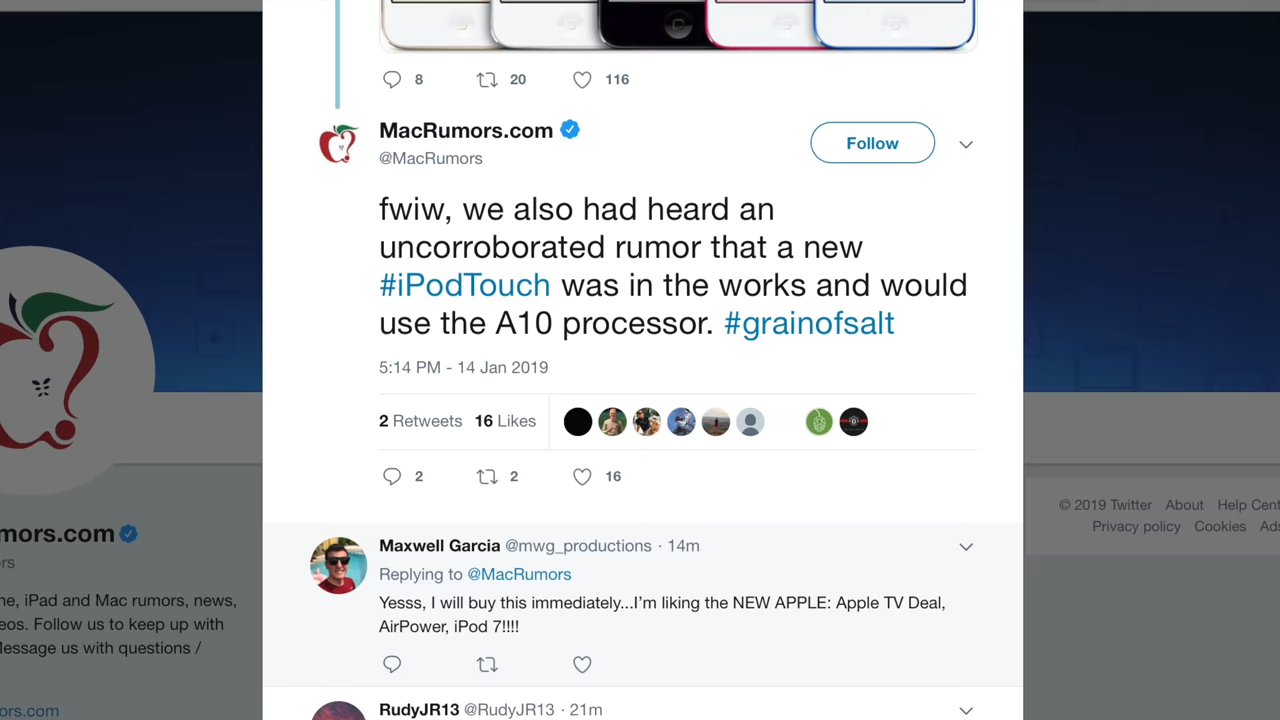 8 20 116
MacRumors.com
@MacRumors
Follow
fwiw, we also had heard an
uncorroborated rumor that a new
#iPodTouch was in the works and would
use the A10 processor. #grainofsalt
5:14 PM - 14 Jan 2019
2 Retweets 16 Likes
2 2 16
Maxwell Garcia @mwg_productions · 14m
Replying to @MacRumors
Yesss, I will buy this immediately...I'm liking the NEW APPLE: Apple TV Deal,
AirPower, iPod 7!!!!
RudyJR13 @RudyJR13 · 21m
mors.com
rs
ne, iPad and Mac rumors, news,
eos. Follow us to keep up with
Message us with questions /
ors.com
© 2019 Twitter About Help Cent
Privacy policy Cookies Ads